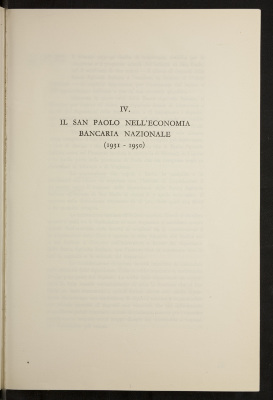 IV.
IL SAN PAOLO NELL'ECONOMIA
BANCARIA NAZIONALE
(1931 - 1950)